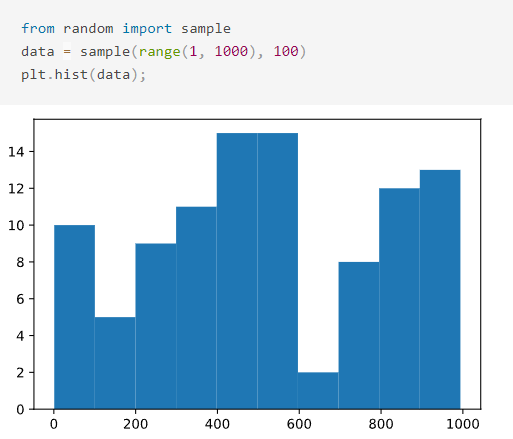 from random import sample
data = sample(range(1, 1000), 100)
plt.hist(data);
14
12
10
8
6
4
2
0
0 200 400 600 800 1000